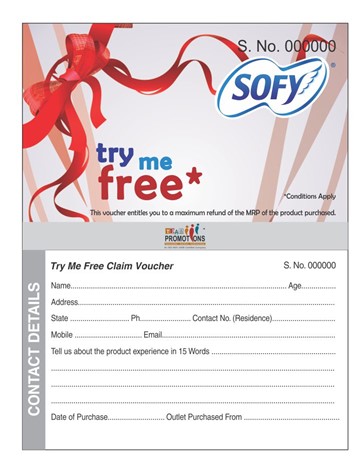 S. No. 000000
SOFY
®
try me
free*
*Conditions Apply
This voucher entitles you to a maximum refund of the MRP of the product purchased.
PROMOTIONS
Try Me Free Claim Voucher S. No. 000000
CONTACT DETAILS
Name.......................................................................................... Age...............
Address...............................................................................................................
State ......................... Ph...................... Contact No. (Residence)...........................
Mobile ............................ Email.........................................................................
Tell us about the product experience in 15 Words ...................................................
...............................................................................................................
...............................................................................................................
...............................................................................................................
Date of Purchase........................ Outlet Purchased From ........................................